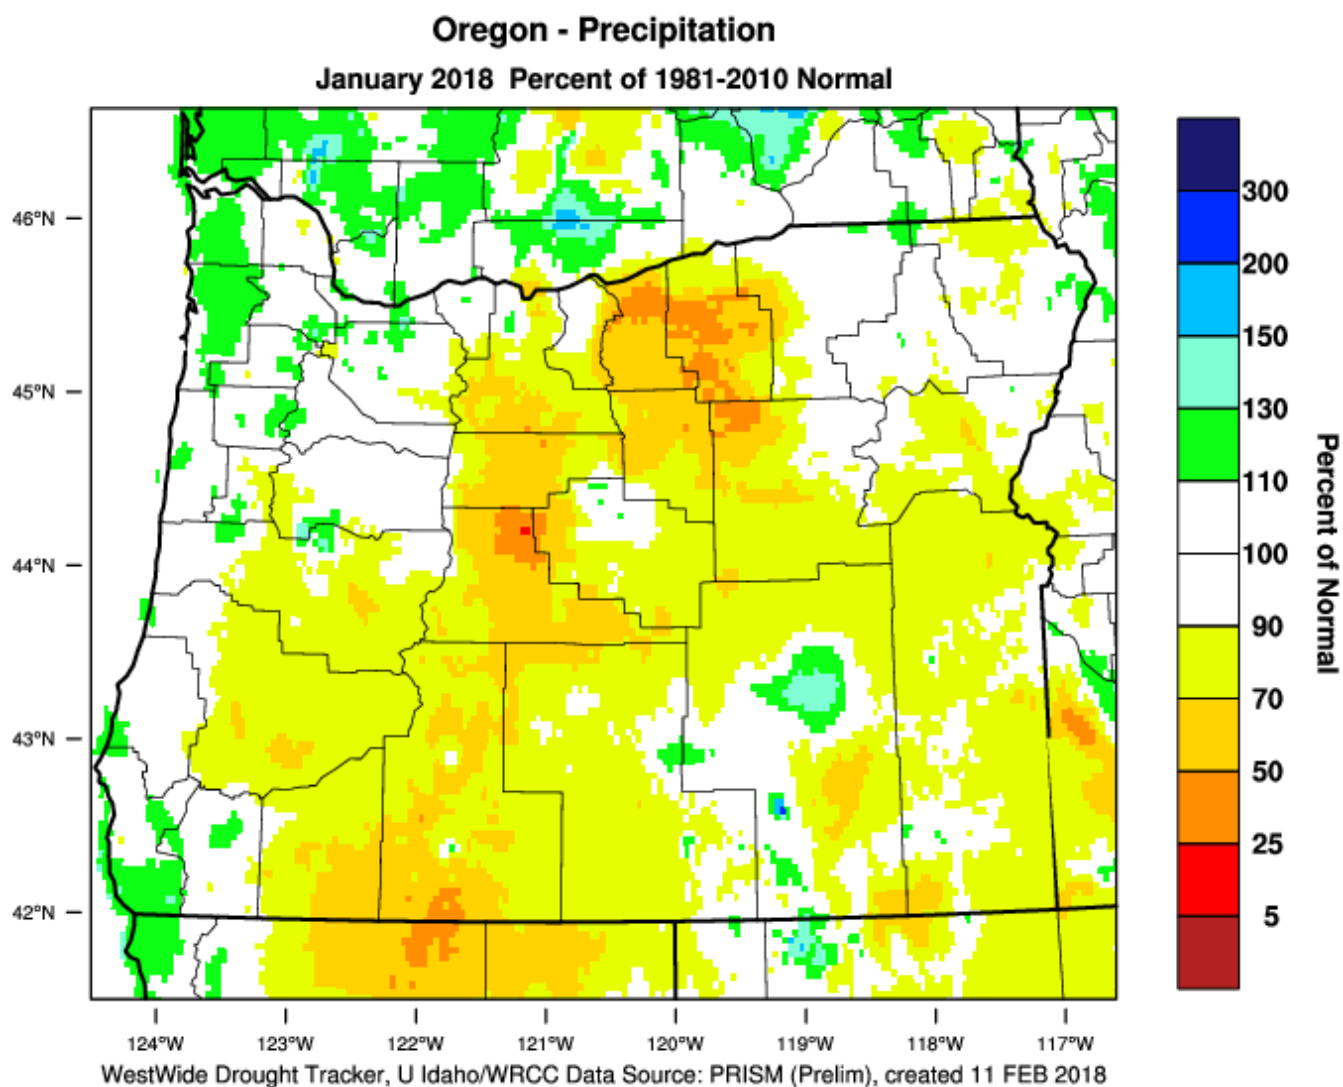 Oregon - Precipitation
January 2018 Percent of 1981-2010 Normal
300
200
150
130
110
100
90
70
50
25
5
Percent of Normal
46°N
45°N
44°N
43°N
42°N
124°W 123°W 122°W 121°W 120°W 119°W 118°W 117°W
WestWide Drought Tracker, U Idaho/WRCC Data Source: PRISM (Prelim), created 11 FEB 2018